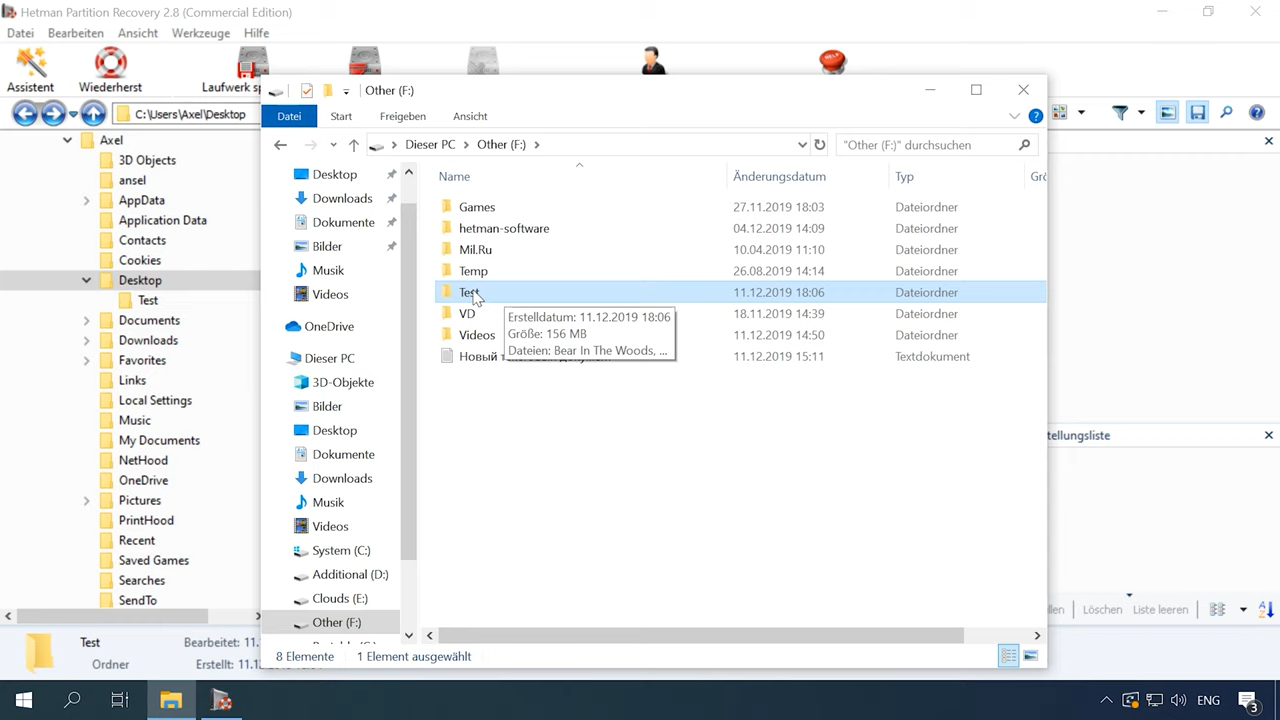 Hetman Partition Recovery 2.8 (Commercial Edition)
Datei Bearbeiten Ansicht Werkzeuge Hilfe
Assistent
Wiederherst
Laufwerk
HELP
C:\Users\Axel\Desktop
Axel
3D Objects
ansel
AppData
Application Data
Contacts
Cookies
Desktop
Test
Documents
Downloads
Favorites
Links
Local Settings
Music
My Documents
NetHood
OneDrive
Pictures
PrintHood
Recent
Saved Games
Searches
SendTo
Test
Ordner
Bearbeitet: 11.
Erstellt: 11.
Other (F:)
Datei Start Freigeben Ansicht
Dieser PC Other (F:)
"Other (F:)" durchsuchen
Desktop
Downloads
Dokumente
Bilder
Musik
Videos
OneDrive
Dieser PC
3D-Objekte
Bilder
Desktop
Dokumente
Downloads
Musik
Videos
System (C:)
Additional (D:)
Clouds (E:)
Other (F:)
Name Änderungsdatum Typ Grö
Games 27.11.2019 18:03 Dateiordner
hetman-software 04.12.2019 14:09 Dateiordner
Mil.Ru 10.04.2019 11:10 Dateiordner
Temp 26.08.2019 14:14 Dateiordner
Test 11.12.2019 18:06 Dateiordner
VD 18.11.2019 14:39 Dateiordner
Videos 11.12.2019 14:50 Dateiordner
Новый 11.12.2019 15:11 Textdokument
Erstelldatum: 11.12.2019 18:06
Größe: 156 MB
Dateien: Bear In The Woods, ...
8 Elemente 1 Element ausgewählt
tellungsliste
ellen Löschen Liste leeren
ENG
3